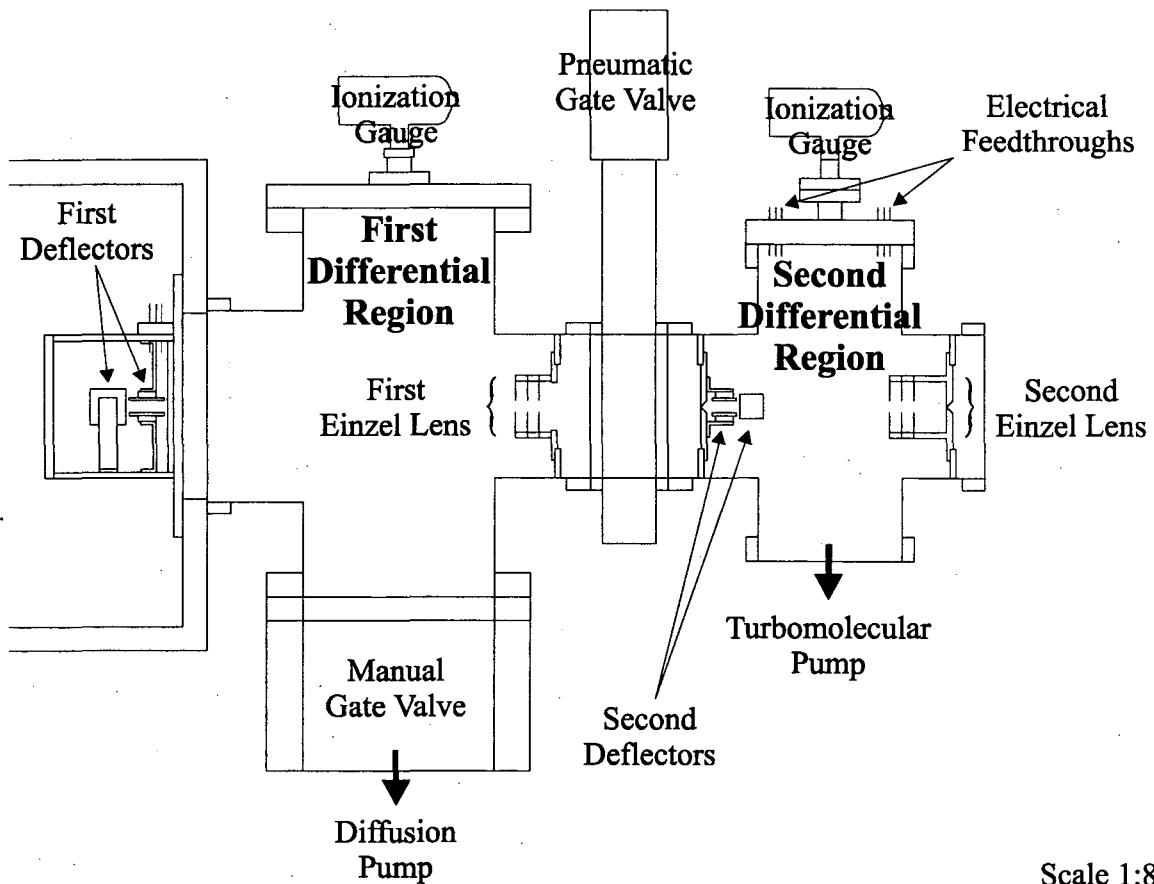 Pneumatic
Gate Valve
Ionization
Gauge
Ionization
Gauge
Electrical
Feedthroughs
First
Deflectors
First
Differential
Region
Second
Differential
Region
First
Einzel Lens
Second
Einzel Lens
Manual
Gate Valve
Turbomolecular
Pump
Second
Deflectors
Diffusion
Pump
Scale 1:8